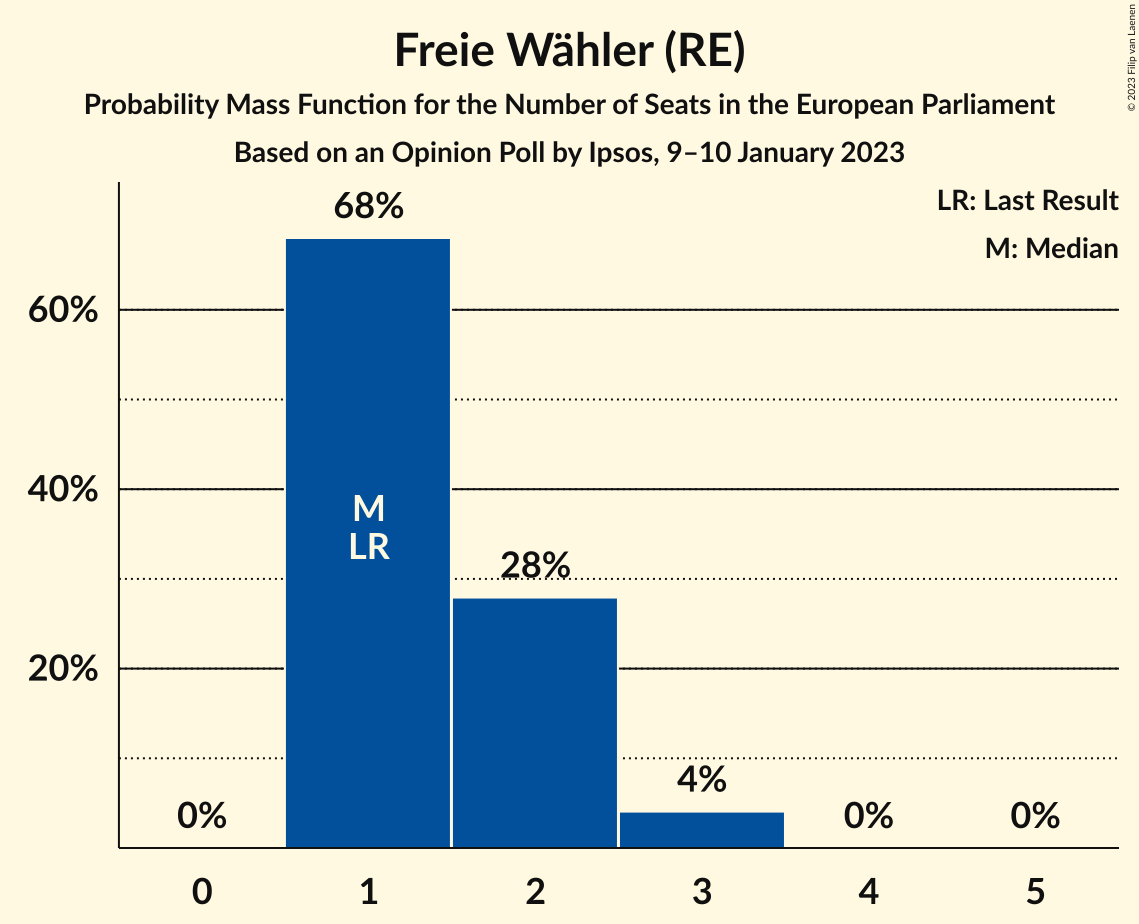 Freie Wähler (RE)
Probability Mass Function for the Number of Seats in the European Parliament
Based on an Opinion Poll by Ipsos, 9–10 January 2023
© 2023 Filip van Laenen
LR: Last Result
M: Median
68%
60%
40%
M
LR
28%
20%
4%
0%
0%
0%
0
1
2
3
4
5